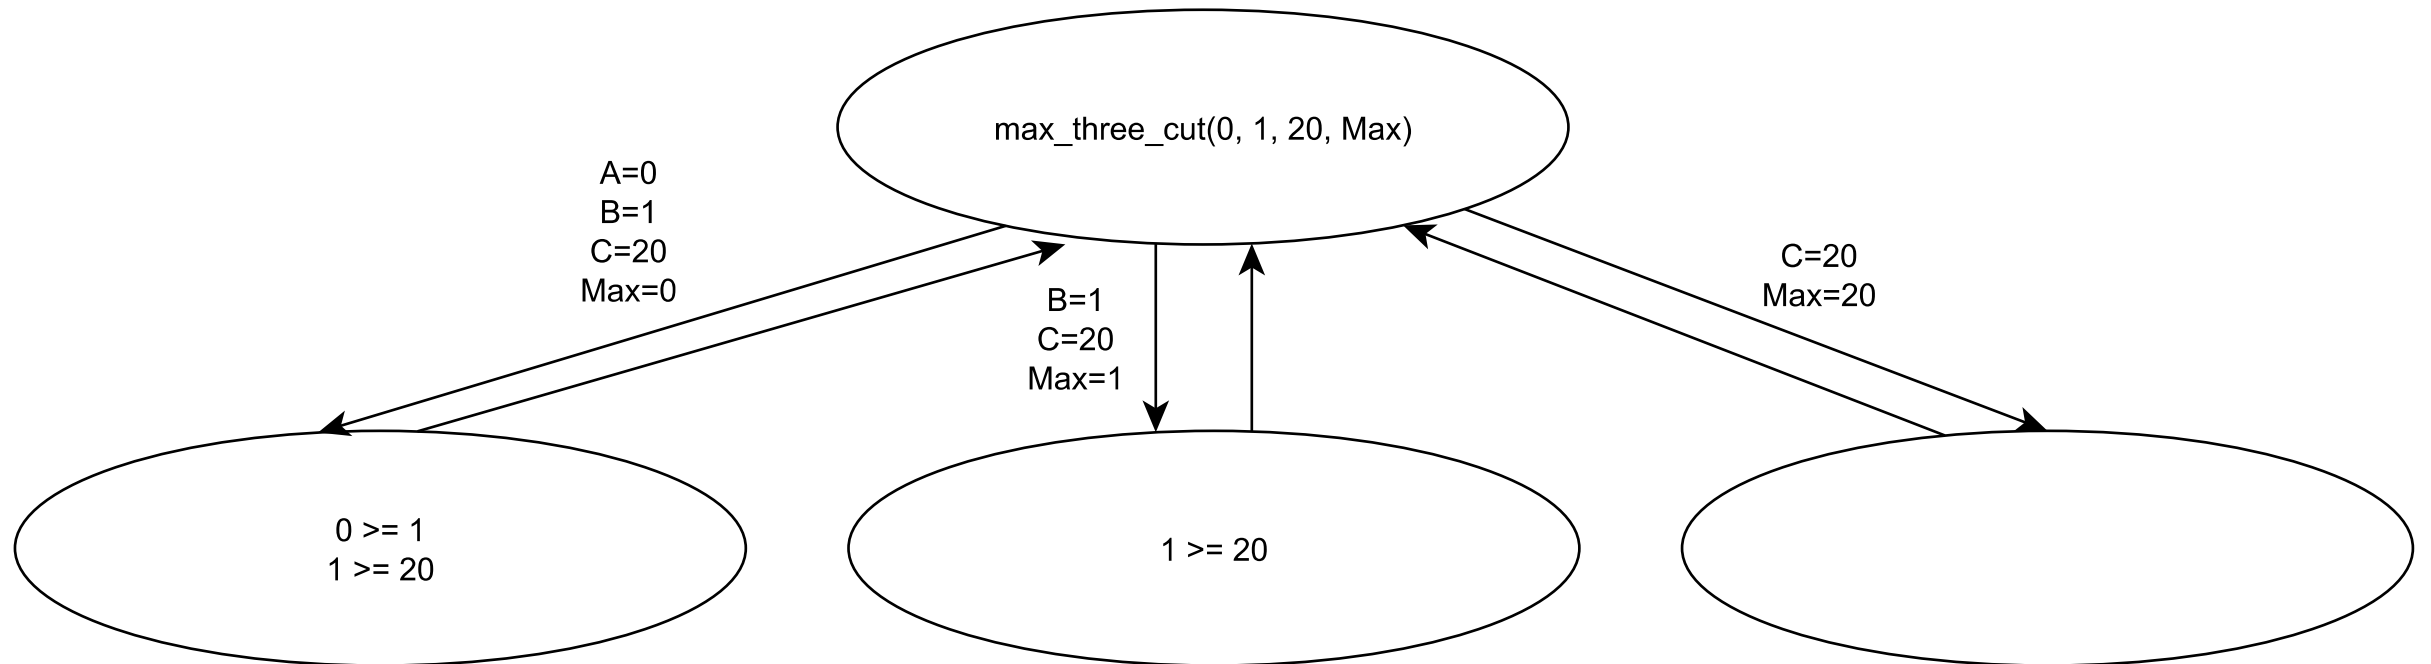 max_three_cut(0, 1, 20, Max)
A=0
B=1
C=20
Max=0
B=1
C=20
Max=1
C=20
Max=20
0 >= 1
1 >= 20
1 >= 20